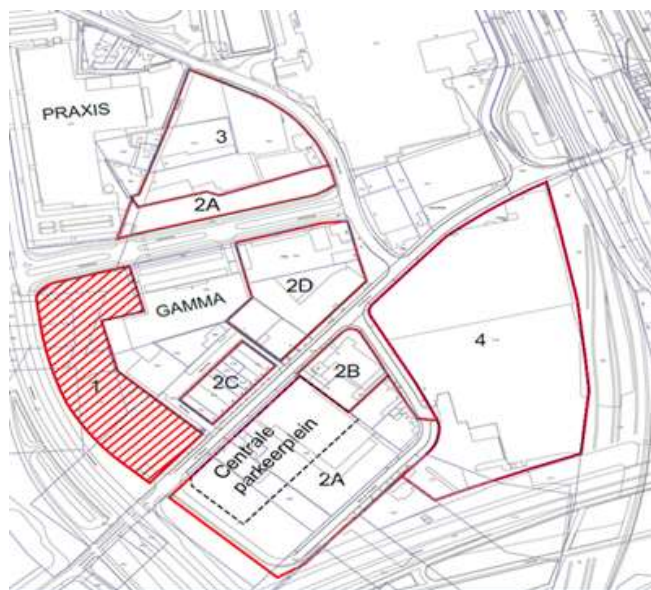 PRAXIS
3
2A
2D
GAMMA
4
1
2C
2B
Centrale
parkeerplein
2A